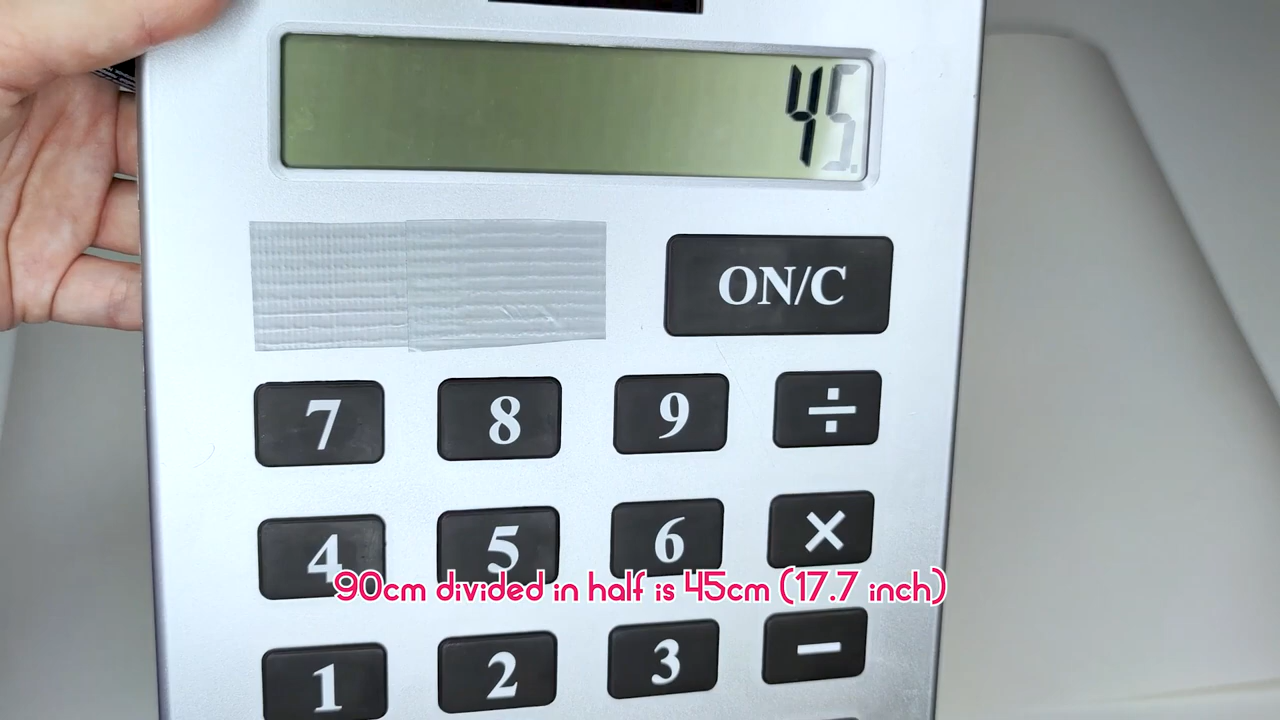 45.
ON/C
7 8 9 ÷
4 5 6 ×
90cm divided in half is 45cm (17.7 inch)
1 2 3 −